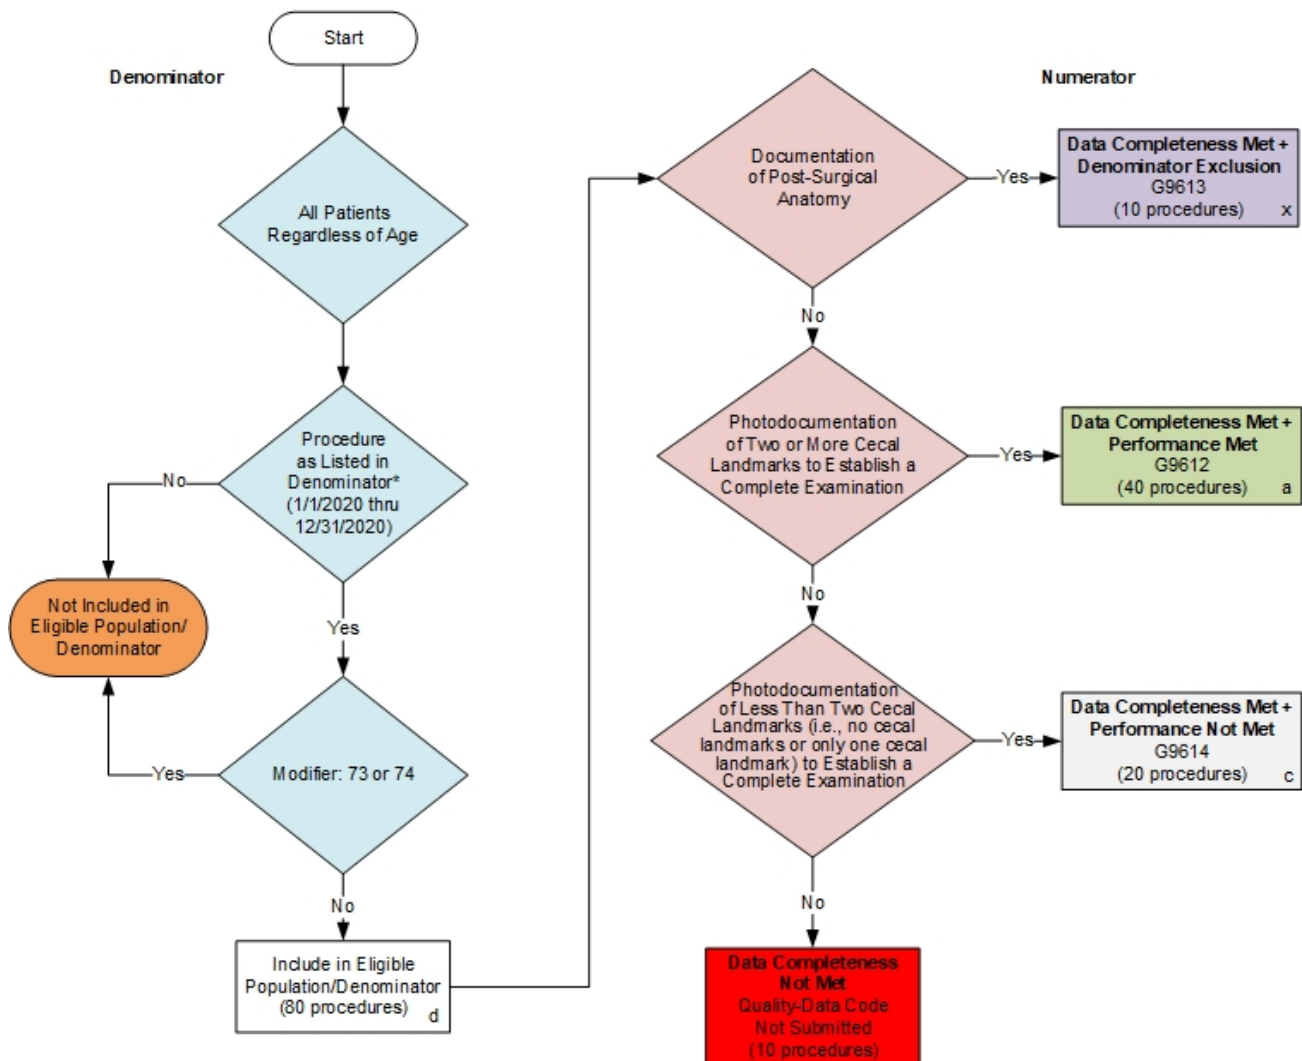 Start
Denominator
All Patients
Regardless of Age
Procedure
as Listed in
Denominator*
(1/1/2020 thru
12/31/2020)
No
Not Included in
Eligible Population/
Denominator
Yes
Modifier: 73 or 74
Yes
No
Include in Eligible
Population/Denominator
(80 procedures)
d
Numerator
Documentation
of Post-Surgical
Anatomy
Yes
Data Completeness Met +
Denominator Exclusion
G9613
(10 procedures)
x
No
Photodocumentation
of Two or More Cecal
Landmarks to Establish a
Complete Examination
Yes
Data Completeness Met +
Performance Met
G9612
(40 procedures)
a
No
Photodocumentation
of Less Than Two Cecal
Landmarks (i.e., no cecal
landmarks or only one cecal
landmark) to Establish a
Complete Examination
Yes
Data Completeness Met +
Performance Not Met
G9614
(20 procedures)
c
No
Data Completeness
Not Met
Quality-Data Code
Not Submitted
(10 procedures)